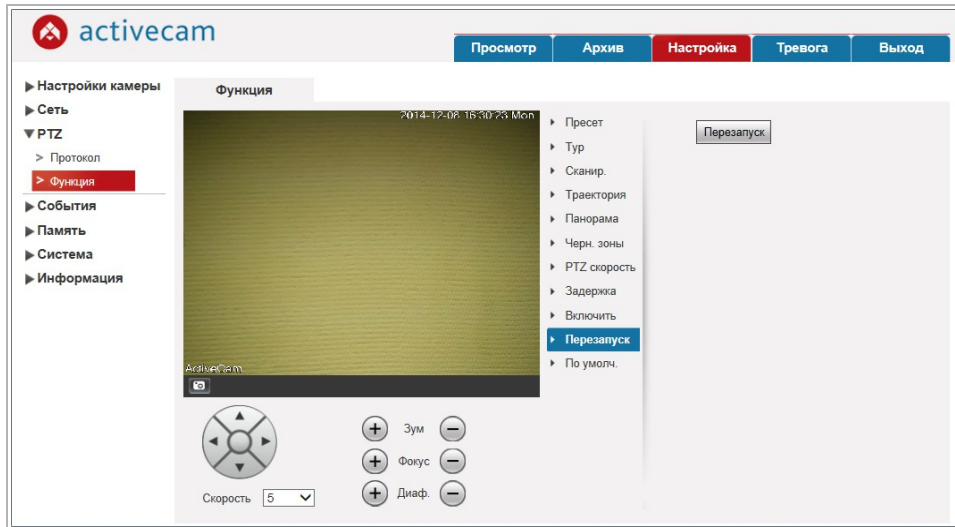 activecam
Просмотр
Архив
Настройка
Тревога
Выход
Настройки камеры
Сеть
PTZ
> Протокол
> Функция
События
Память
Система
Информация
Функция
2014-12-08 16:30:23 Mon
ActiveCam
Пресет
Тур
Сканир.
Траектория
Панорама
Черн. зоны
PTZ скорость
Задержка
Включить
Перезапуск
По умолч.
Перезапуск
Зум
Фокус
Диаф.
Скорость 5